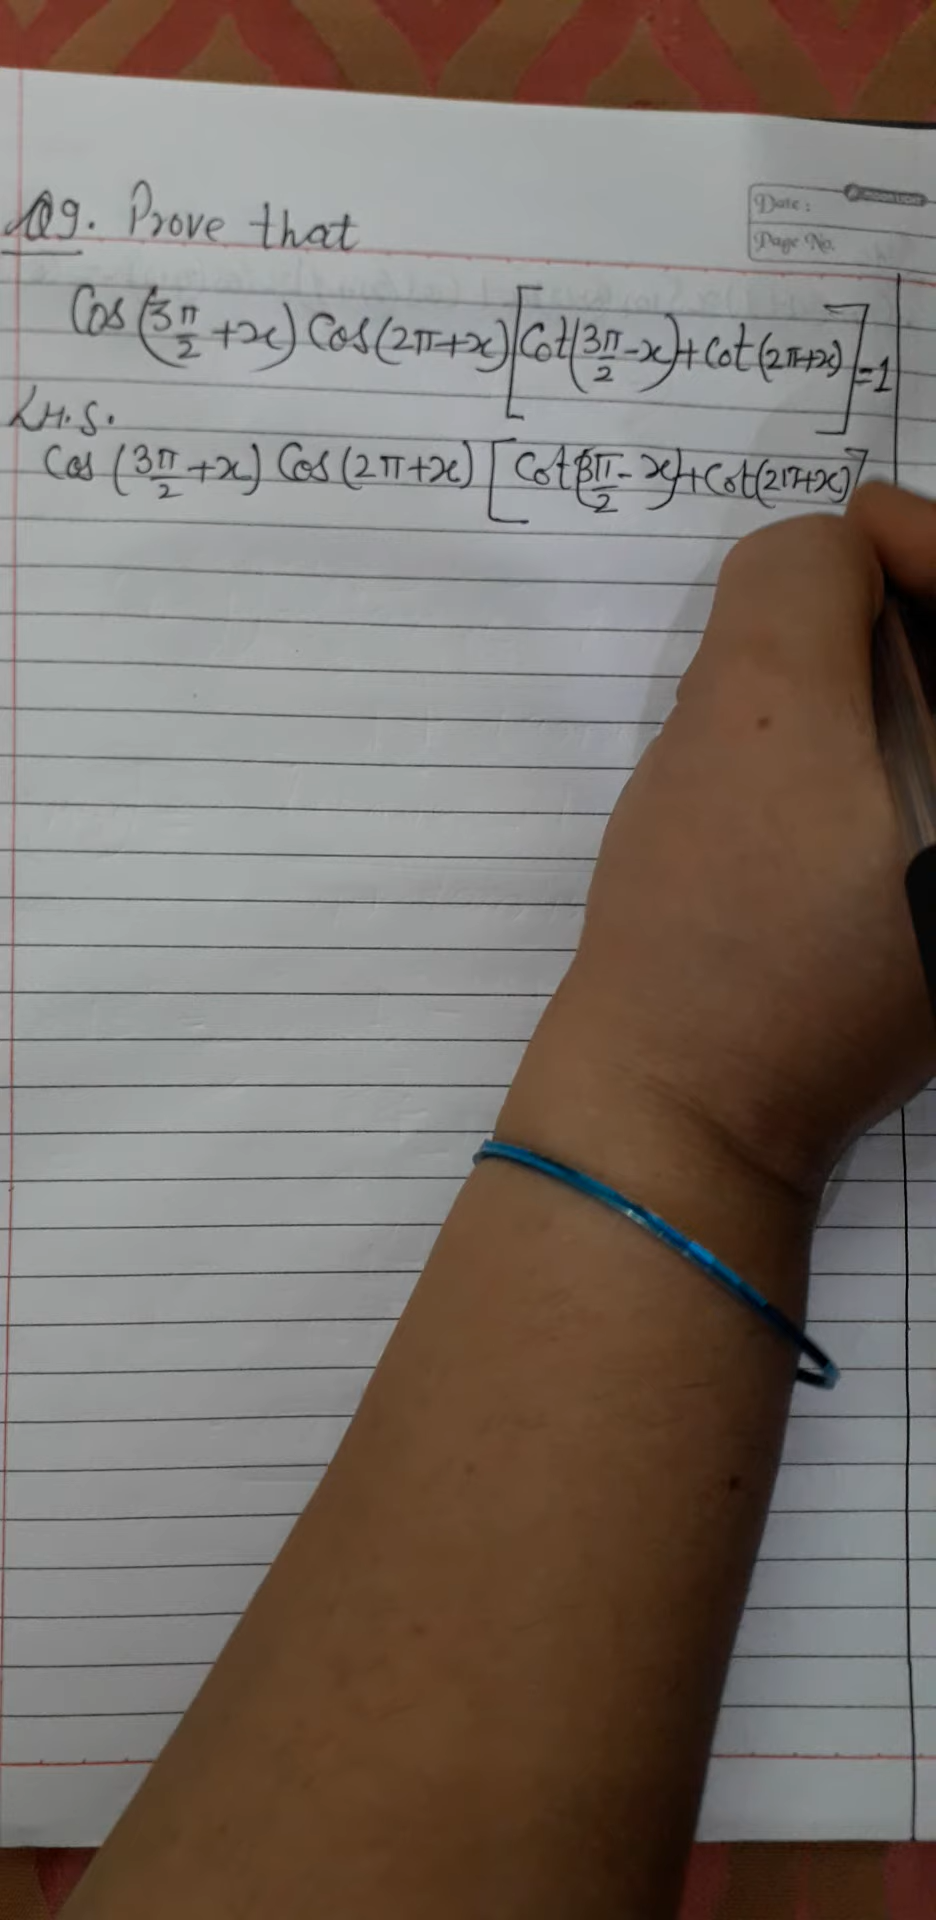 Q9. Prove that
Date :
Page No.
Cos(3π/2 +x) Cos(2π+x)[Cot(3π/2 -x)+Cot(2π+x)]=1
L.H.S.
Cos (3π/2 +x) Cos (2π+x) [Cot(3π/2 - x)+Cot(2π+x)]